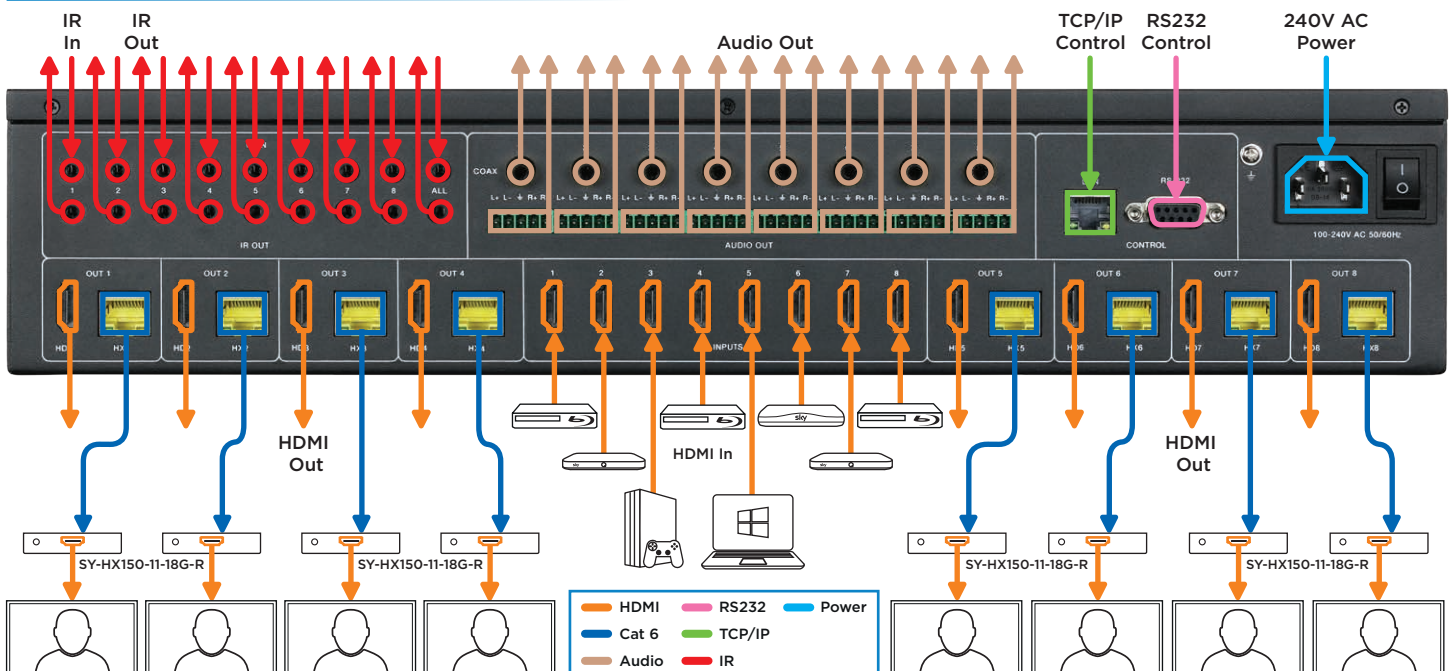 IR In
IR Out
Audio Out
TCP/IP Control
RS232 Control
240V AC Power
1 2 3 4 5 6 7 8 ALL
IR OUT
COAX
L+ L- R+ R-
L+ L- R+ R-
L+ L- R+ R-
L+ L- R+ R-
L+ L- R+ R-
L+ L- R+ R-
L+ L- R+ R-
L+ L- R+ R-
AUDIO OUT
CONTROL
100-240V AC 50/60Hz
OUT 1
OUT 2
OUT 3
OUT 4
1 2 3 4 5 6 7 8
OUT 5
OUT 6
OUT 7
OUT 8
INPUTS
HX8
HDMI Out
HDMI In
HDMI Out
sky
sky
sky
SY-HX150-11-18G-R
SY-HX150-11-18G-R
SY-HX150-11-18G-R
SY-HX150-11-18G-R
HDMI
RS232
Power
Cat 6
TCP/IP
Audio
IR